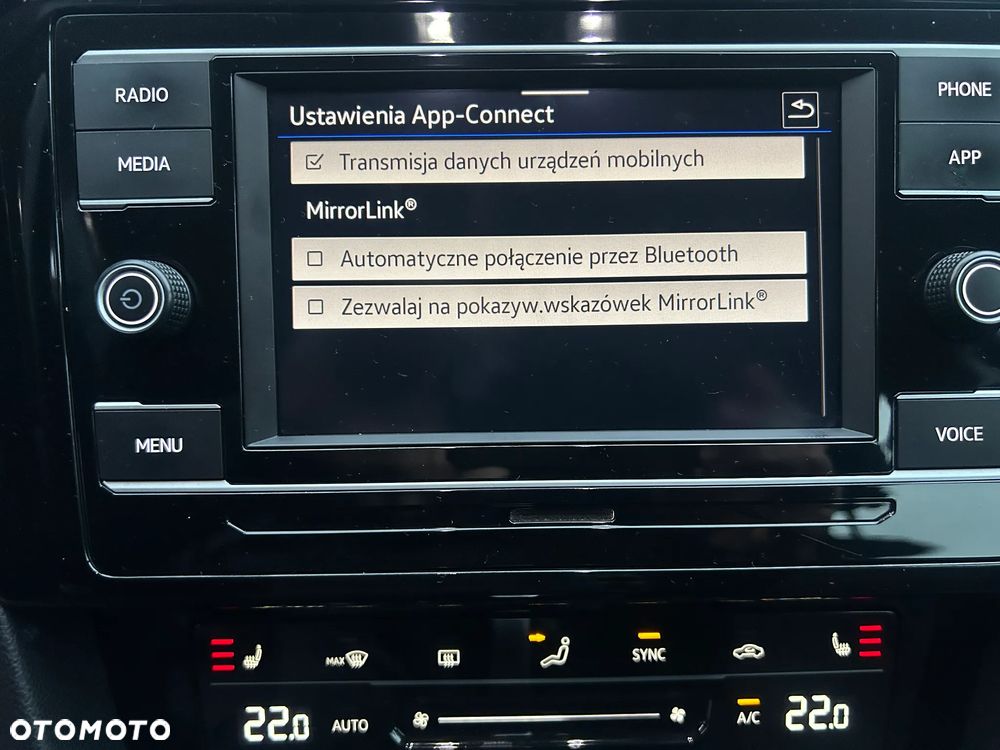 RADIO
PHONE
Ustawienia App-Connect
MEDIA
Transmisja danych urządzeń mobilnych
APP
MirrorLink®
Automatyczne połączenie przez Bluetooth
Zezwalaj na pokazyw.wskazówek MirrorLink®
MENU
VOICE
MAX
SYNC
22.0
AUTO
A/C
22.0
OTOMOTO